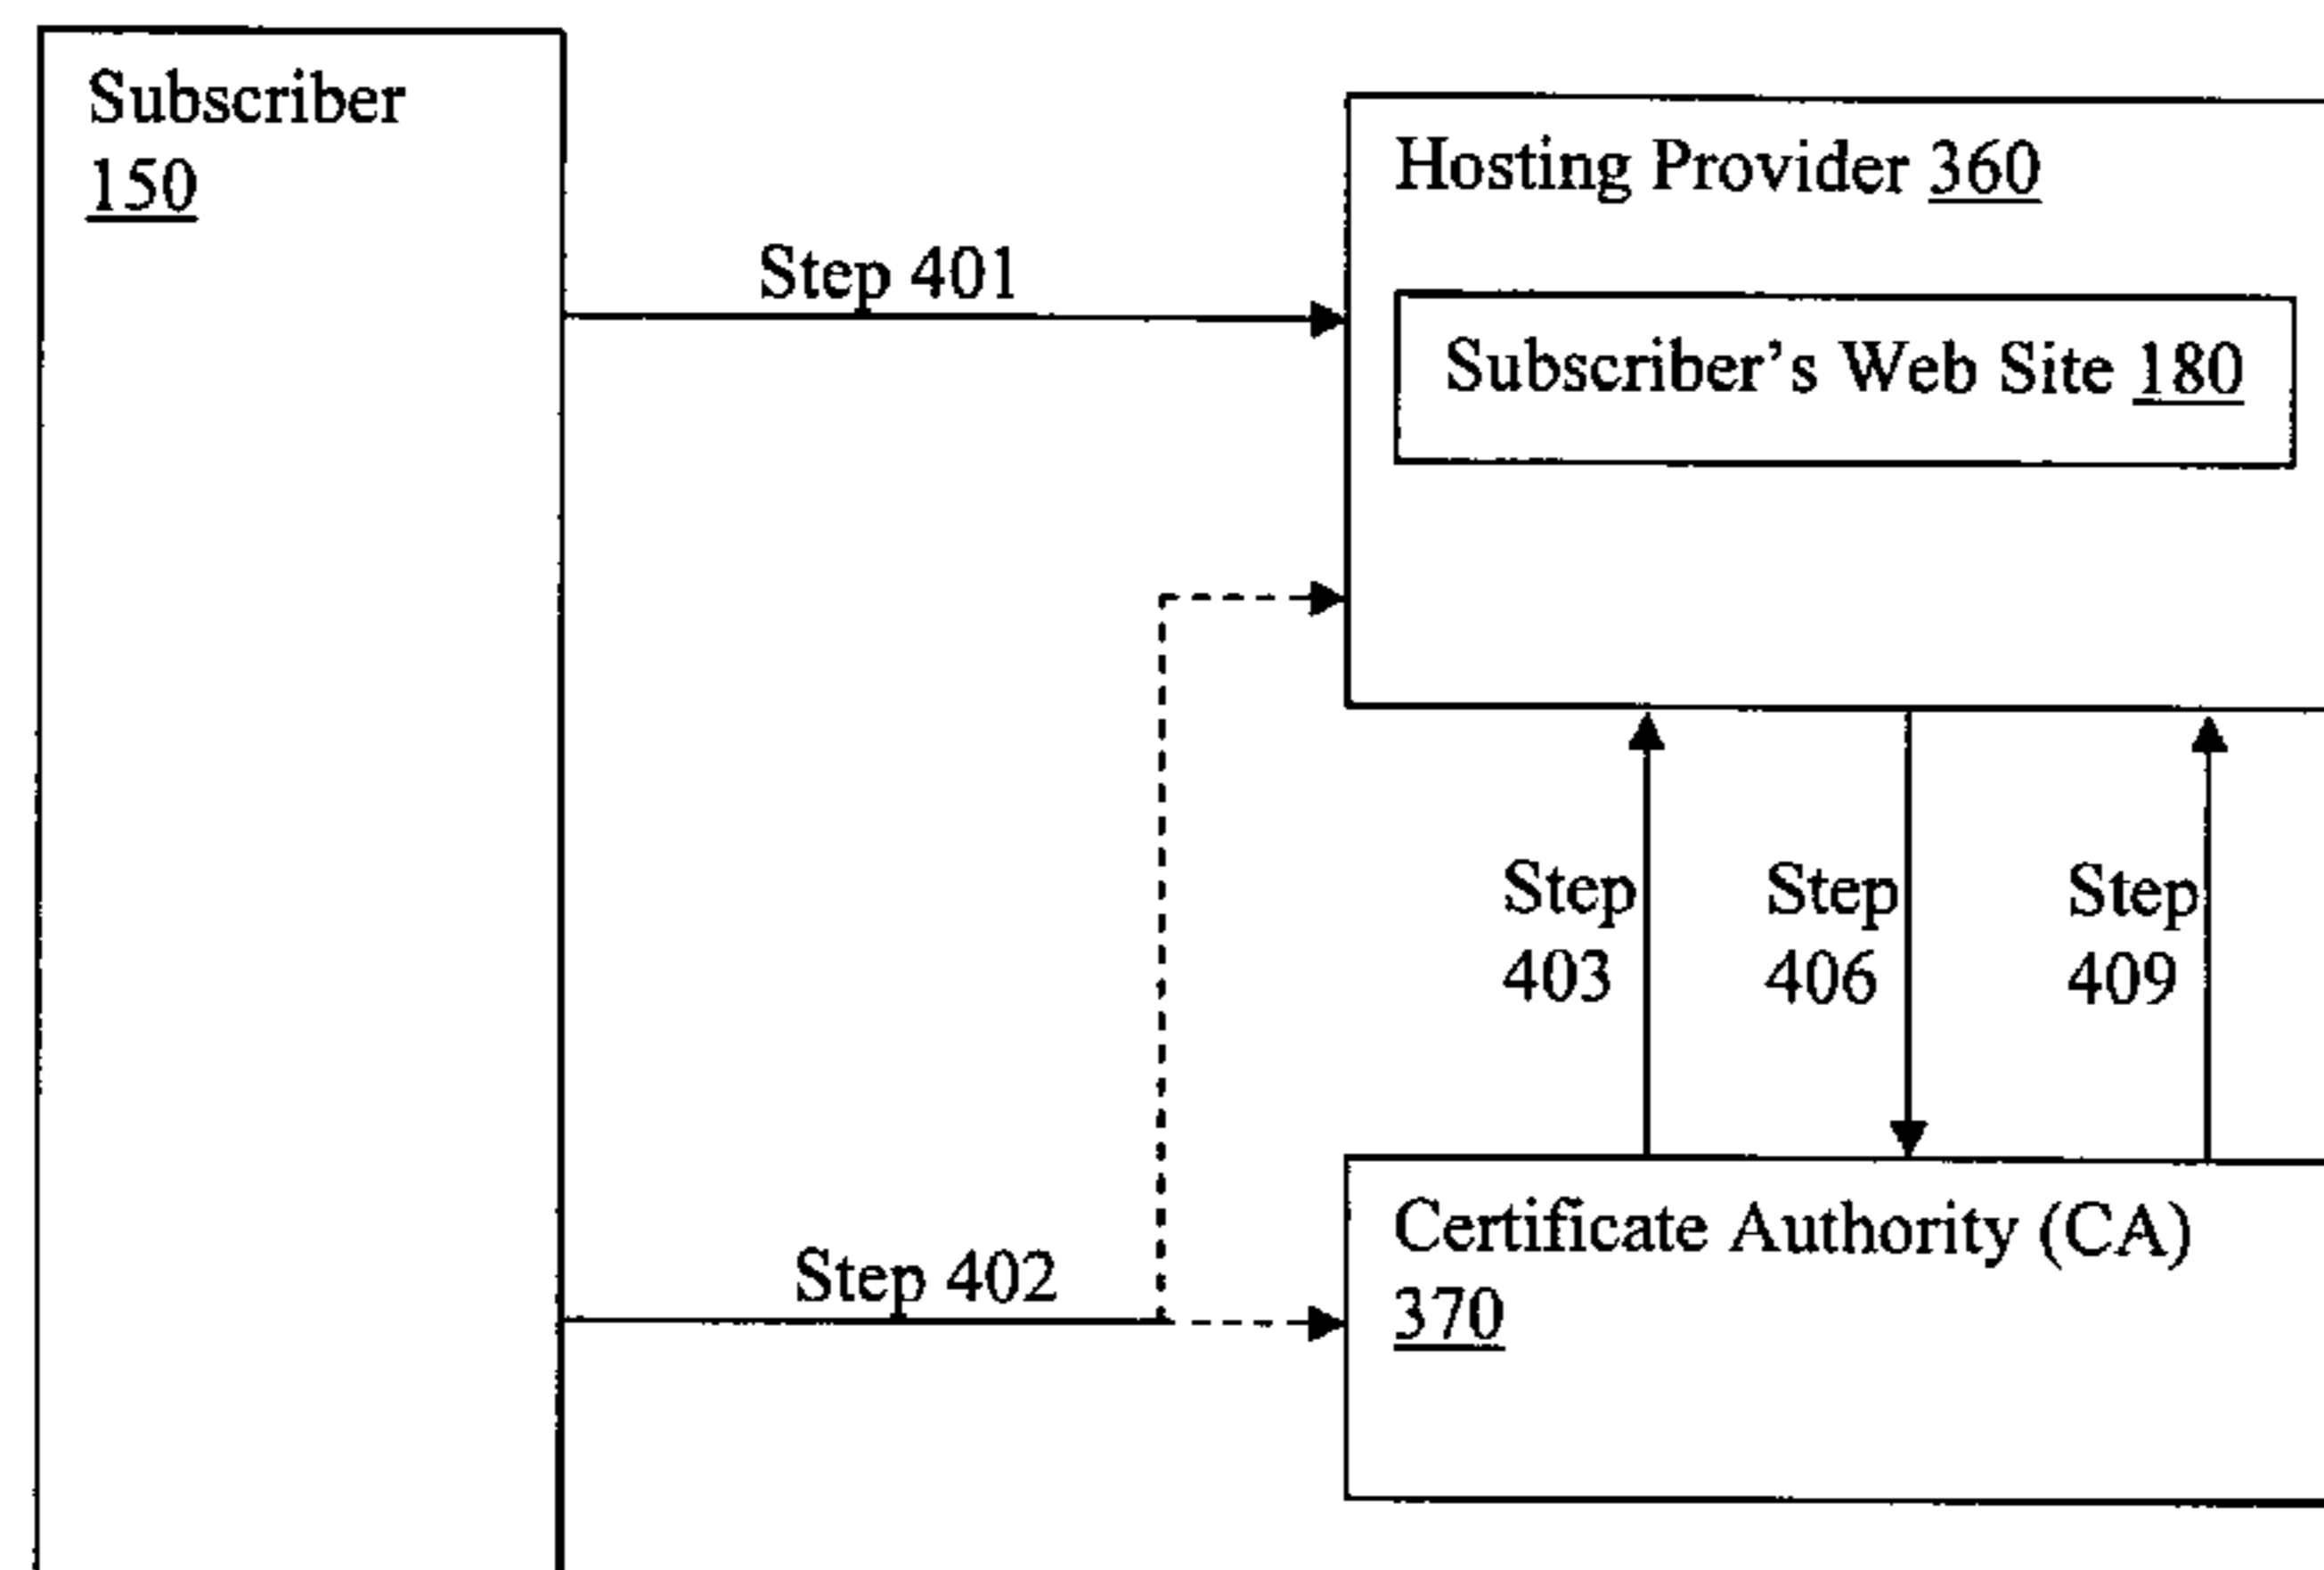 Subscriber
150
Hosting Provider 360
Step 401
Subscriber’s Web Site 180
Step
403
Step
406
Step
409
Certificate Authority (CA)
370
Step 402